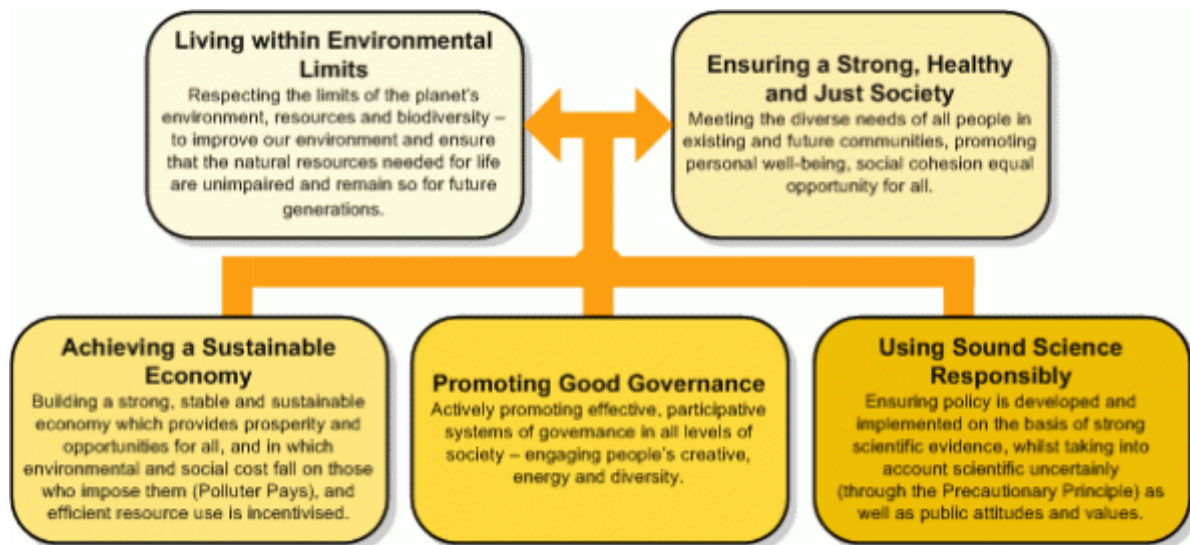 Living within Environmental
Limits
Respecting the limits of the planet's
environment, resources and biodiversity –
to improve our environment and ensure
that the natural resources needed for life
are unimpaired and remain so for future
generations.
Ensuring a Strong, Healthy
and Just Society
Meeting the diverse needs of all people in
existing and future communities, promoting
personal well-being, social cohesion equal
opportunity for all.
Achieving a Sustainable
Economy
Building a strong, stable and sustainable
economy which provides prosperity and
opportunities for all, and in which
environmental and social cost fall on those
who impose them (Polluter Pays), and
efficient resource use is incentivised.
Promoting Good Governance
Actively promoting effective, participative
systems of governance in all levels of
society – engaging people's creative,
energy and diversity.
Using Sound Science
Responsibly
Ensuring policy is developed and
implemented on the basis of strong
scientific evidence, whilst taking into
account scientific uncertainly
(through the Precautionary Principle) as
well as public attitudes and values.